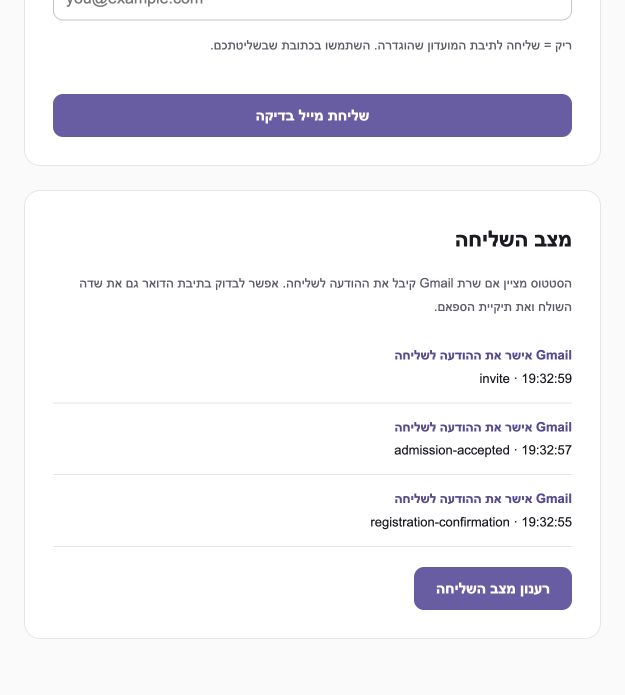 you@example.com
ריק = שליחה לתיבת המועדון שהוגדרה. השתמשו בכתובת שבשליטתכם.
שליחת מייל בדיקה
מצב השליחה
הסטטוס מציין אם שרת Gmail קיבל את ההודעה לשליחה. אפשר לבדוק בתיבת הדואר גם את שדה
השולח ואת תיקיית הספאם.
Gmail אישר את ההודעה לשליחה
19:32:59 · invite
Gmail אישר את ההודעה לשליחה
19:32:57 · admission-accepted
Gmail אישר את ההודעה לשליחה
19:32:55 · registration-confirmation
רענון מצב השליחה